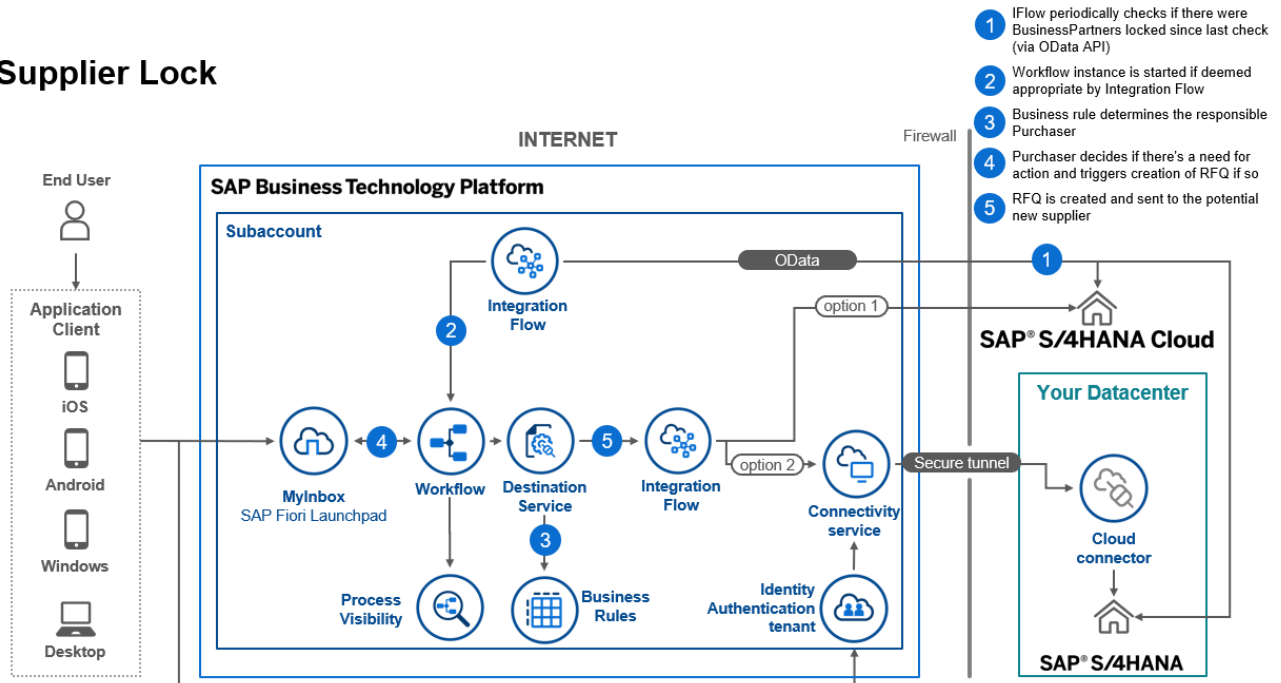 Supplier Lock
1
IFlow periodically checks if there were
BusinessPartners locked since last check
(via OData API)
2
Workflow instance is started if deemed
appropriate by Integration Flow
3
Business rule determines the responsible
Purchaser
4
Purchaser decides if there's a need for
action and triggers creation of RFQ if so
5
RFQ is created and sent to the potential
new supplier
INTERNET
Firewall
End User
Application
Client
iOS
Android
Windows
Desktop
SAP Business Technology Platform
Subaccount
Integration
Flow
OData
1
option 1
2
SAP® S/4HANA Cloud
Your Datacenter
4
5
MyInbox
SAP Fiori Launchpad
Workflow
Destination
Service
Integration
Flow
option 2
Connectivity
service
Secure tunnel
Cloud
connector
3
Process
Visibility
Business
Rules
Identity
Authentication
tenant
SAP® S/4HANA